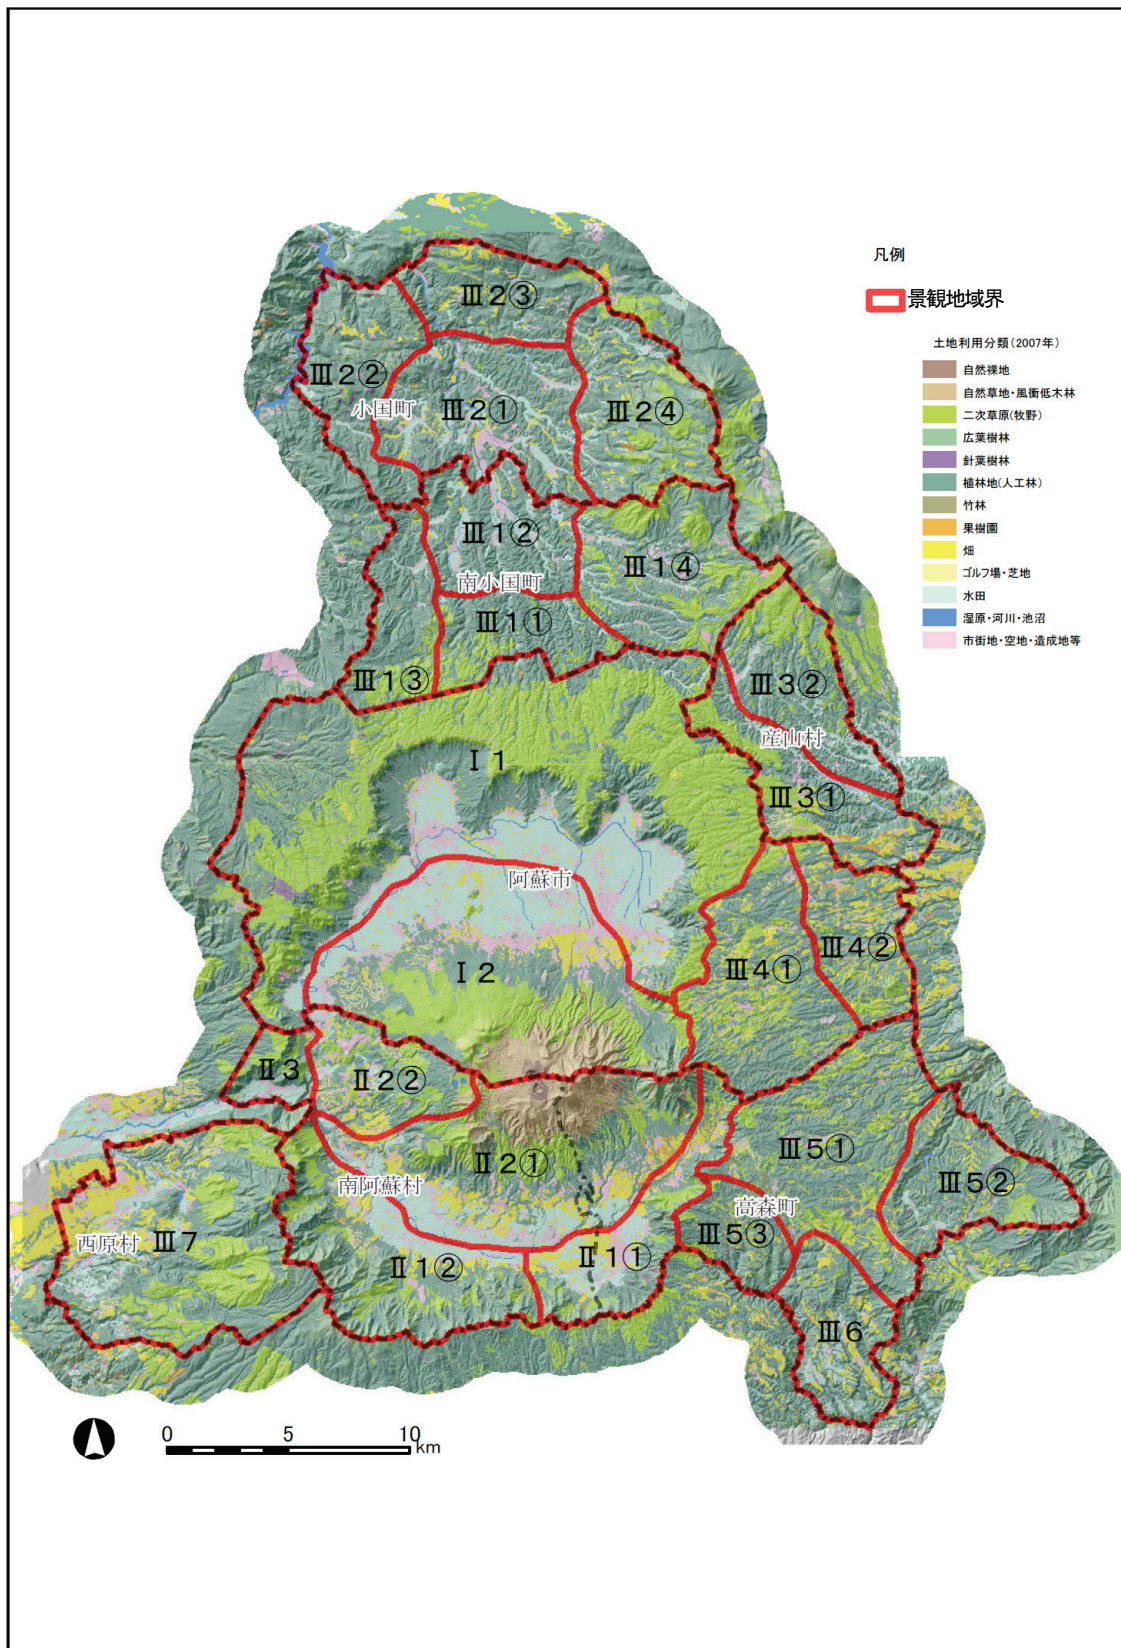 凡例
景観地域界
土地利用分類(2007年)
自然裸地
自然草地・風衝低木林
二次草原(牧野)
広葉樹林
針葉樹林
植林地(人工林)
竹林
果樹園
畑
ゴルフ場・芝地
水田
湿原・河川・池沼
市街地・空地・造成地等
Ⅲ2③
Ⅲ2②
小国町
Ⅲ2①
Ⅲ2④
Ⅲ1②
Ⅲ1④
南小国町
Ⅲ1①
Ⅲ1③
Ⅲ3②
産山村
Ⅰ1
Ⅲ3①
阿蘇市
Ⅰ2
Ⅲ4①
Ⅲ4②
Ⅱ3
Ⅱ2②
Ⅱ2①
Ⅲ5①
南阿蘇村
Ⅲ5②
高森町
Ⅲ5③
西原村
Ⅲ7
Ⅱ1②
Ⅱ1①
Ⅲ6
0 5 10
km